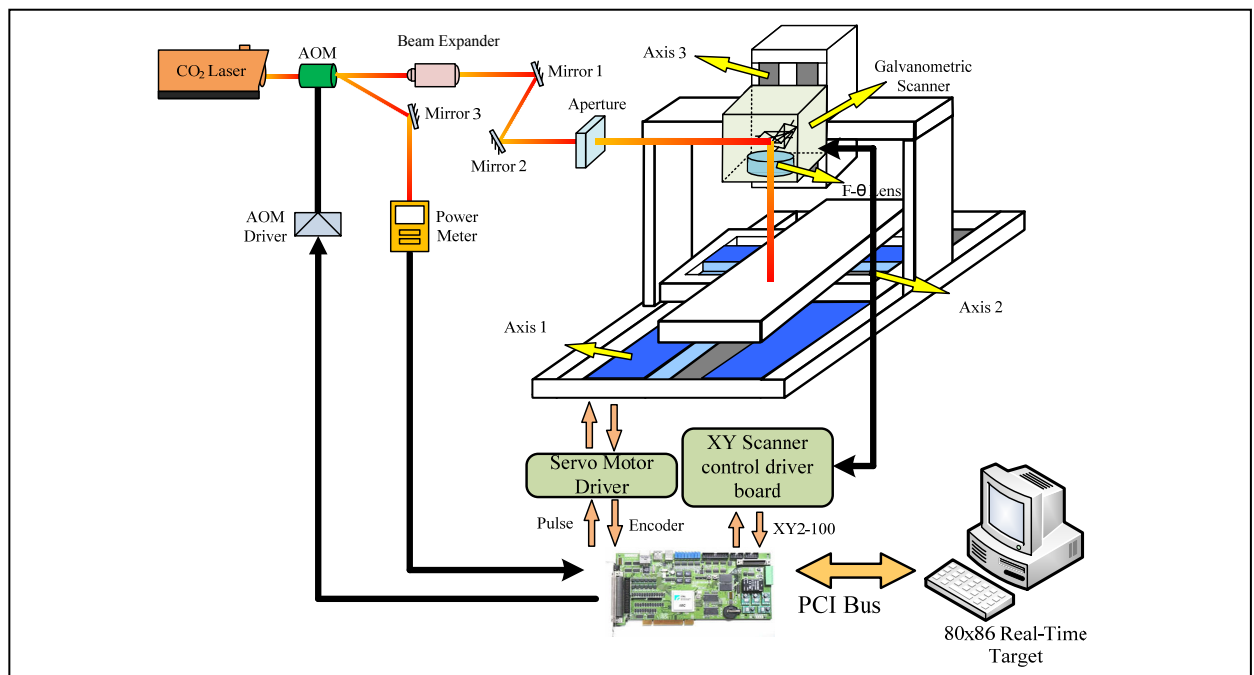 CO₂ Laser
AOM
Beam Expander
Mirror 1
Mirror 3
Mirror 2
Aperture
Axis 3
Galvanometric
Scanner
F-θ Lens
AOM
Driver
Power
Meter
Axis 1
Axis 2
Servo Motor
Driver
XY Scanner
control driver
board
Pulse
Encoder
XY2-100
PCI Bus
80x86 Real-Time
Target